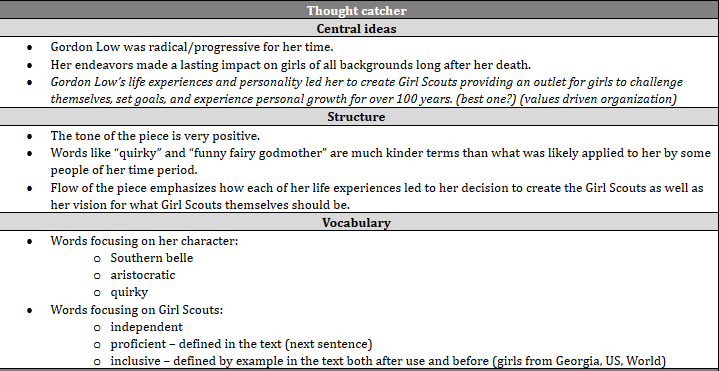 Thought catcher
Central ideas
• Gordon Low was radical/progressive for her time.
• Her endeavors made a lasting impact on girls of all backgrounds long after her death.
• Gordon Low’s life experiences and personality led her to create Girl Scouts providing an outlet for girls to challenge
themselves, set goals, and experience personal growth for over 100 years. (best one?) (values driven organization)
Structure
• The tone of the piece is very positive.
• Words like “quirky” and “funny fairy godmother” are much kinder terms than what was likely applied to her by some
people of her time period.
• Flow of the piece emphasizes how each of her life experiences led to her decision to create the Girl Scouts as well as
her vision for what Girl Scouts themselves should be.
Vocabulary
• Words focusing on her character:
o Southern belle
o aristocratic
o quirky
• Words focusing on Girl Scouts:
o independent
o proficient – defined in the text (next sentence)
o inclusive – defined by example in the text both after use and before (girls from Georgia, US, World)